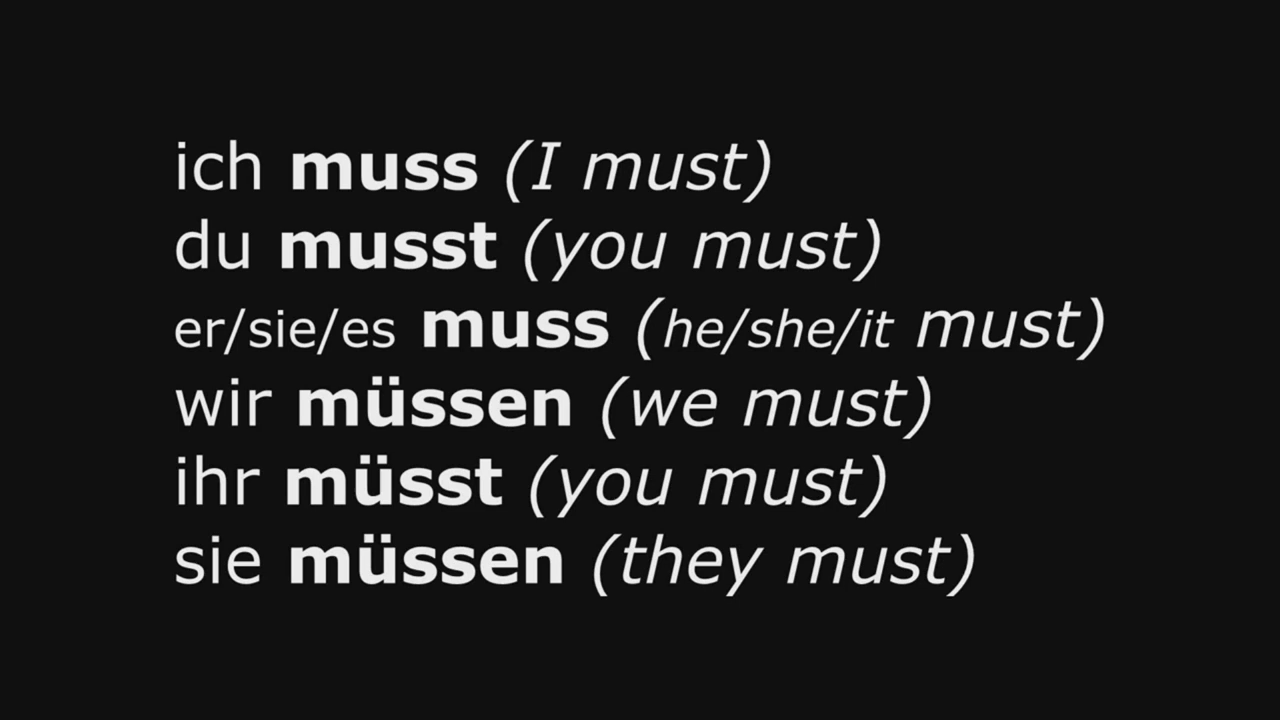 ich muss (I must)
du musst (you must)
er/sie/es muss (he/she/it must)
wir müssen (we must)
ihr müsst (you must)
sie müssen (they must)